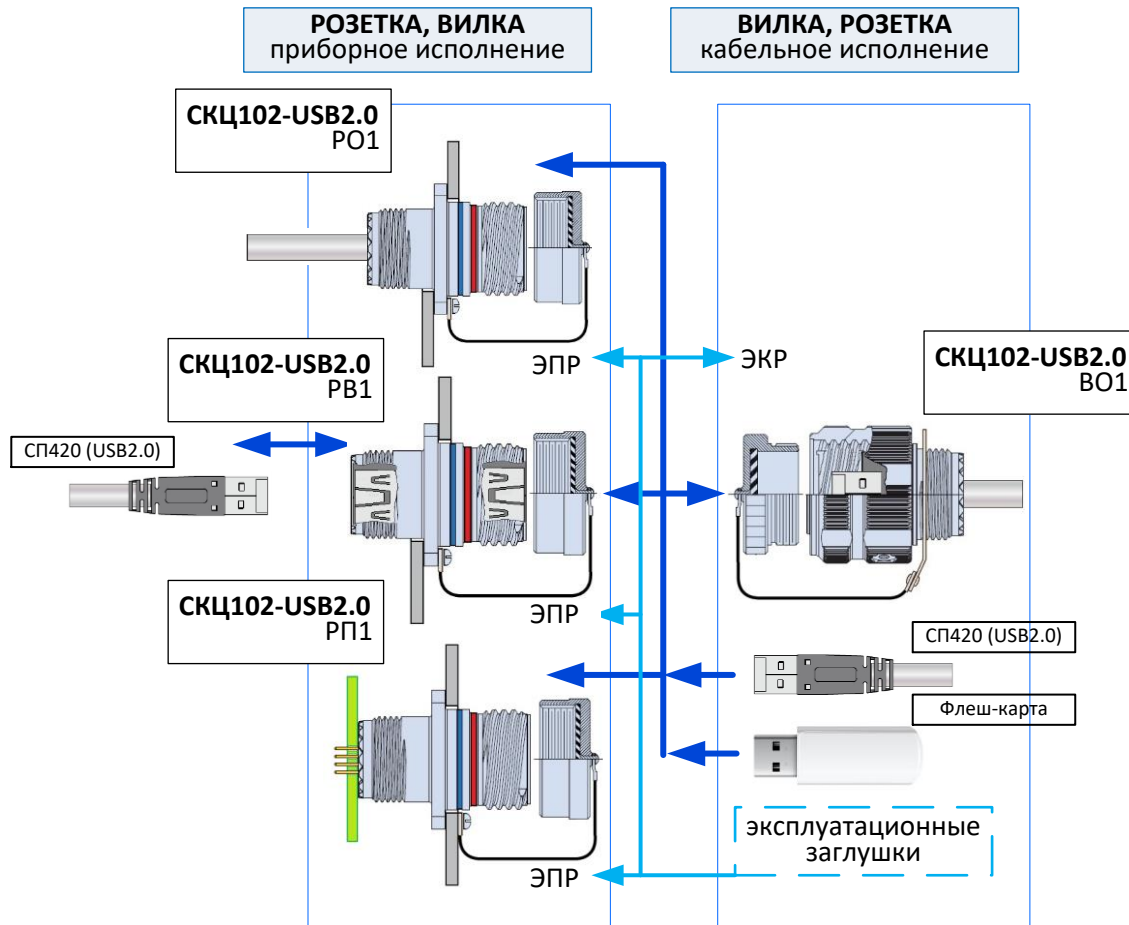 РОЗЕТКА, ВИЛКА
приборное исполнение
ВИЛКА, РОЗЕТКА
кабельное исполнение
СКЦ102-USB2.0
РО1
ЭПР
ЭКР
СКЦ102-USB2.0
РВ1
СКЦ102-USB2.0
ВО1
СП420 (USB2.0)
СКЦ102-USB2.0
РП1
ЭПР
СП420 (USB2.0)
Флеш-карта
эксплуатационные
заглушки
ЭПР